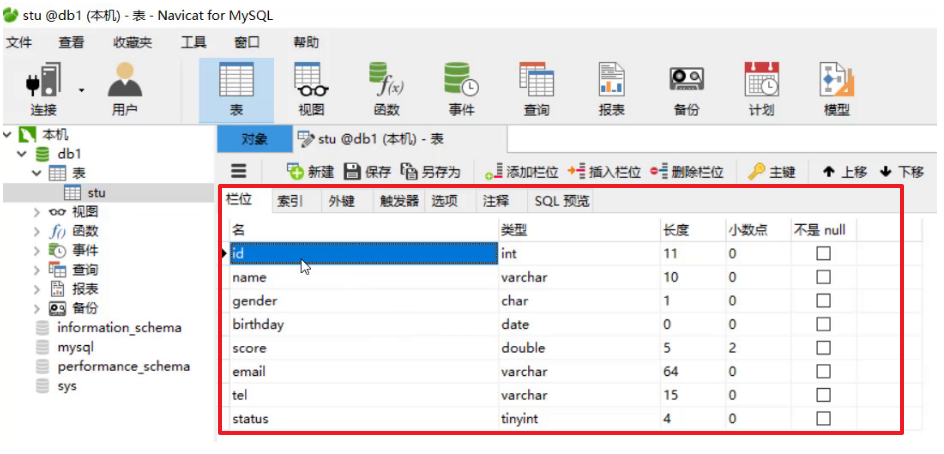 stu @db1 (本机) - 表 - Navicat for MySQL
文件 查看 收藏夹 工具 窗口 帮助
连接 用户 表 视图 函数 事件 查询 报表 备份 计划 模型
本机
db1
表
stu
视图
函数
事件
查询
报表
备份
information_schema
mysql
performance_schema
sys
对象 stu @db1 (本机) - 表
新建 保存 另存为 添加栏位 插入栏位 删除栏位 主键 上移 下移
栏位 索引 外键 触发器 选项 注释 SQL 预览
名 类型 长度 小数点 不是 null
id int 11 0
name varchar 10 0
gender char 1 0
birthday date 0 0
score double 5 2
email varchar 64 0
tel varchar 15 0
status tinyint 4 0